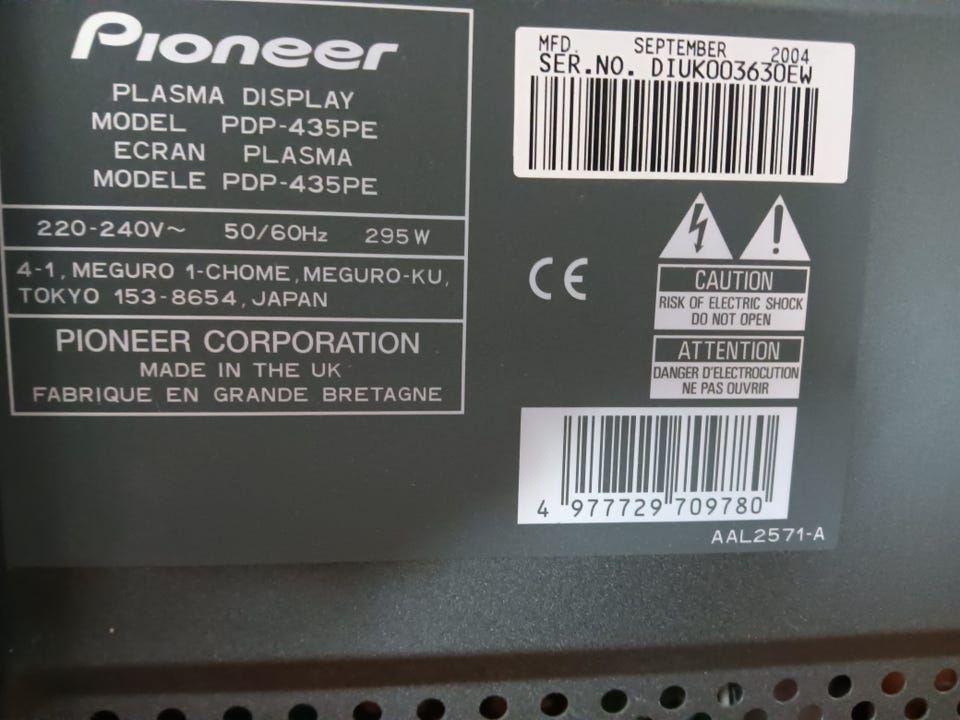 Pioneer
PLASMA DISPLAY
MODEL PDP-435PE
ECRAN PLASMA
MODELE PDP-435PE
220-240V~ 50/60Hz 295W
4-1, MEGURO 1-CHOME, MEGURO-KU,
TOKYO 153-8654, JAPAN
PIONEER CORPORATION
MADE IN THE UK
FABRIQUE EN GRANDE BRETAGNE
MFD. SEPTEMBER 2004
SER.NO. DIUK003630EW
CE
CAUTION
RISK OF ELECTRIC SHOCK
DO NOT OPEN
ATTENTION
DANGER D'ELECTROCUTION
NE PAS OUVRIR
4 977729 709780
AAL2571-A